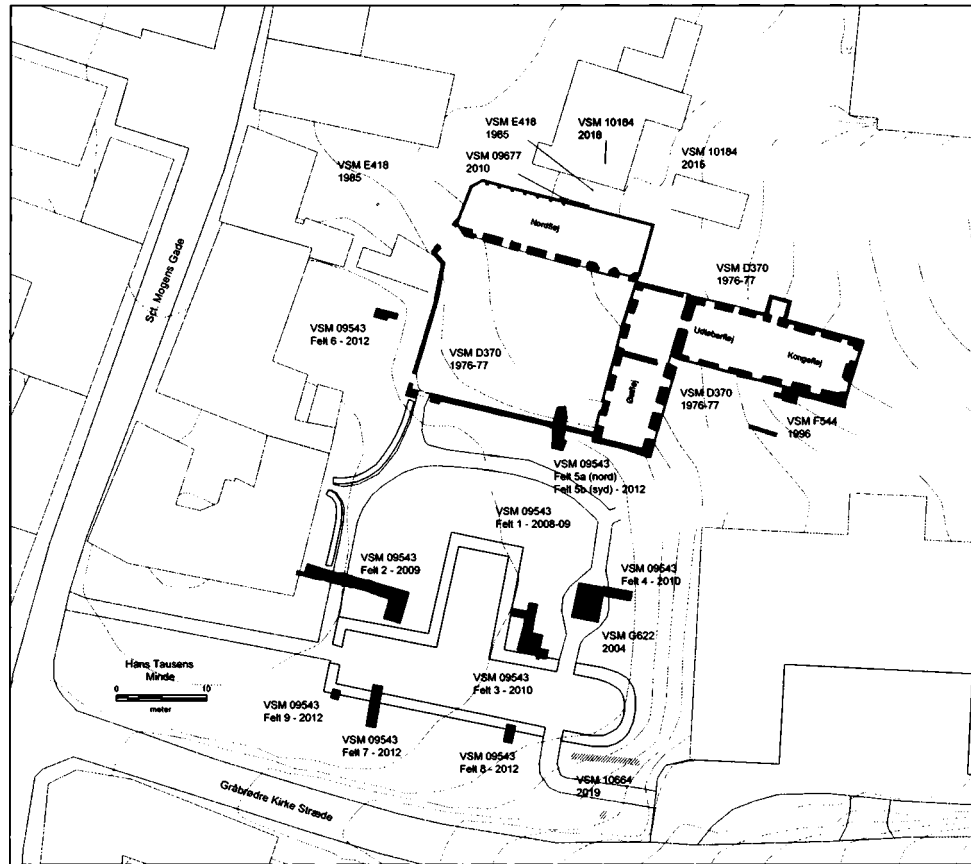 VSM E418
1985
VSM 10184
2018
VSM 09677
2010
VSM 10184
2015
VSM E418
1985
Nordfløj
Sct. Mogens Gade
VSM D370
1976-77
Udløberfløj
Kongefløj
VSM 09543
Felt 6 - 2012
VSM D370
1976-77
Østfløj
VSM D370
1976-77
VSM F544
1996
VSM 09543
Felt 5a (nord)
Felt 5b (syd) - 2012
VSM 09543
Felt 1 - 2008-09
VSM 09543
Felt 2 - 2009
VSM 09543
Felt 4 - 2010
VSM G622
2004
Hans Tausens
Minde
0 10
meter
VSM 09543
Felt 3 - 2010
VSM 09543
Felt 9 - 2012
VSM 09543
Felt 7 - 2012
VSM 09543
Felt 8 - 2012
VSM 10664
2019
Gråbrødre Kirke Stræde